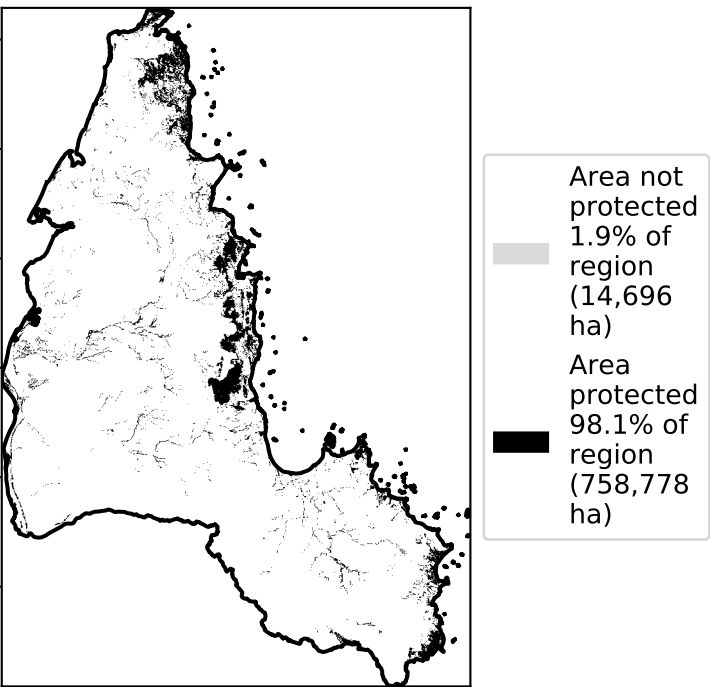 Area not
protected
1.9% of
region
(14,696
ha)
Area
protected
98.1% of
region
(758,778
ha)